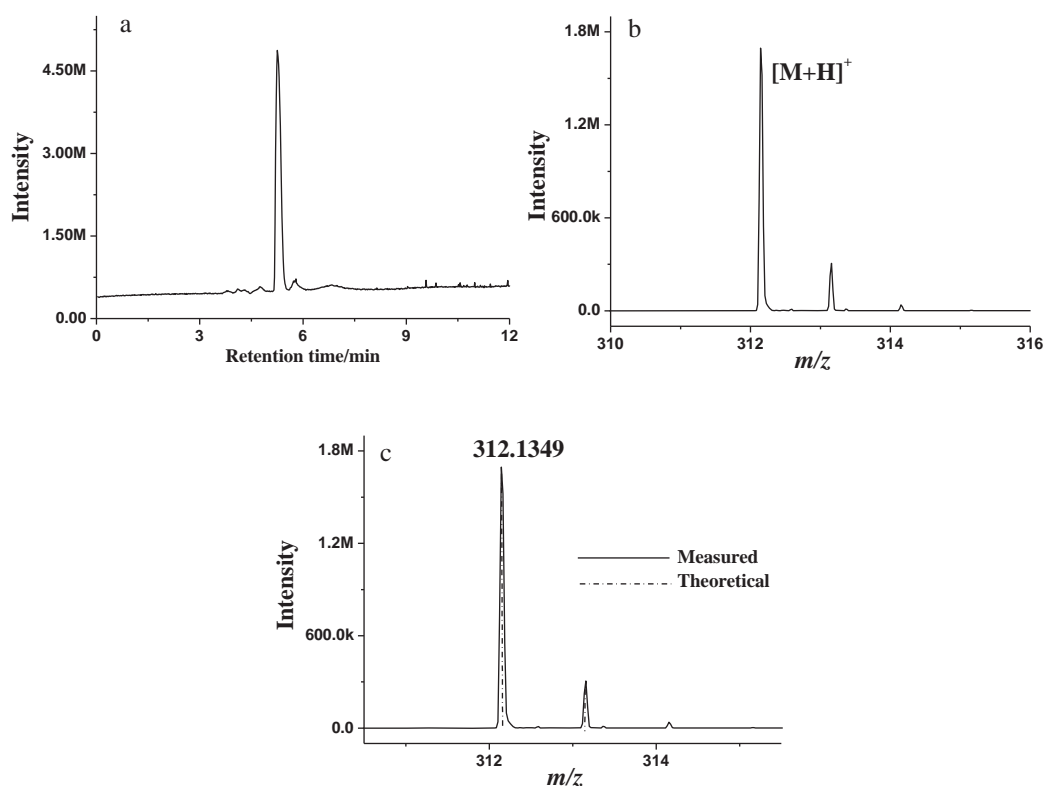 a
4.50M
3.00M
1.50M
0.00
Intensity
0 3 6 9 12
Retention time/min
b
1.8M
1.2M
600.0k
0.0
Intensity
[M+H]+
310 312 314 316
m/z
c
312.1349
1.8M
1.2M
600.0k
0.0
Intensity
Measured
Theoretical
312 314
m/z